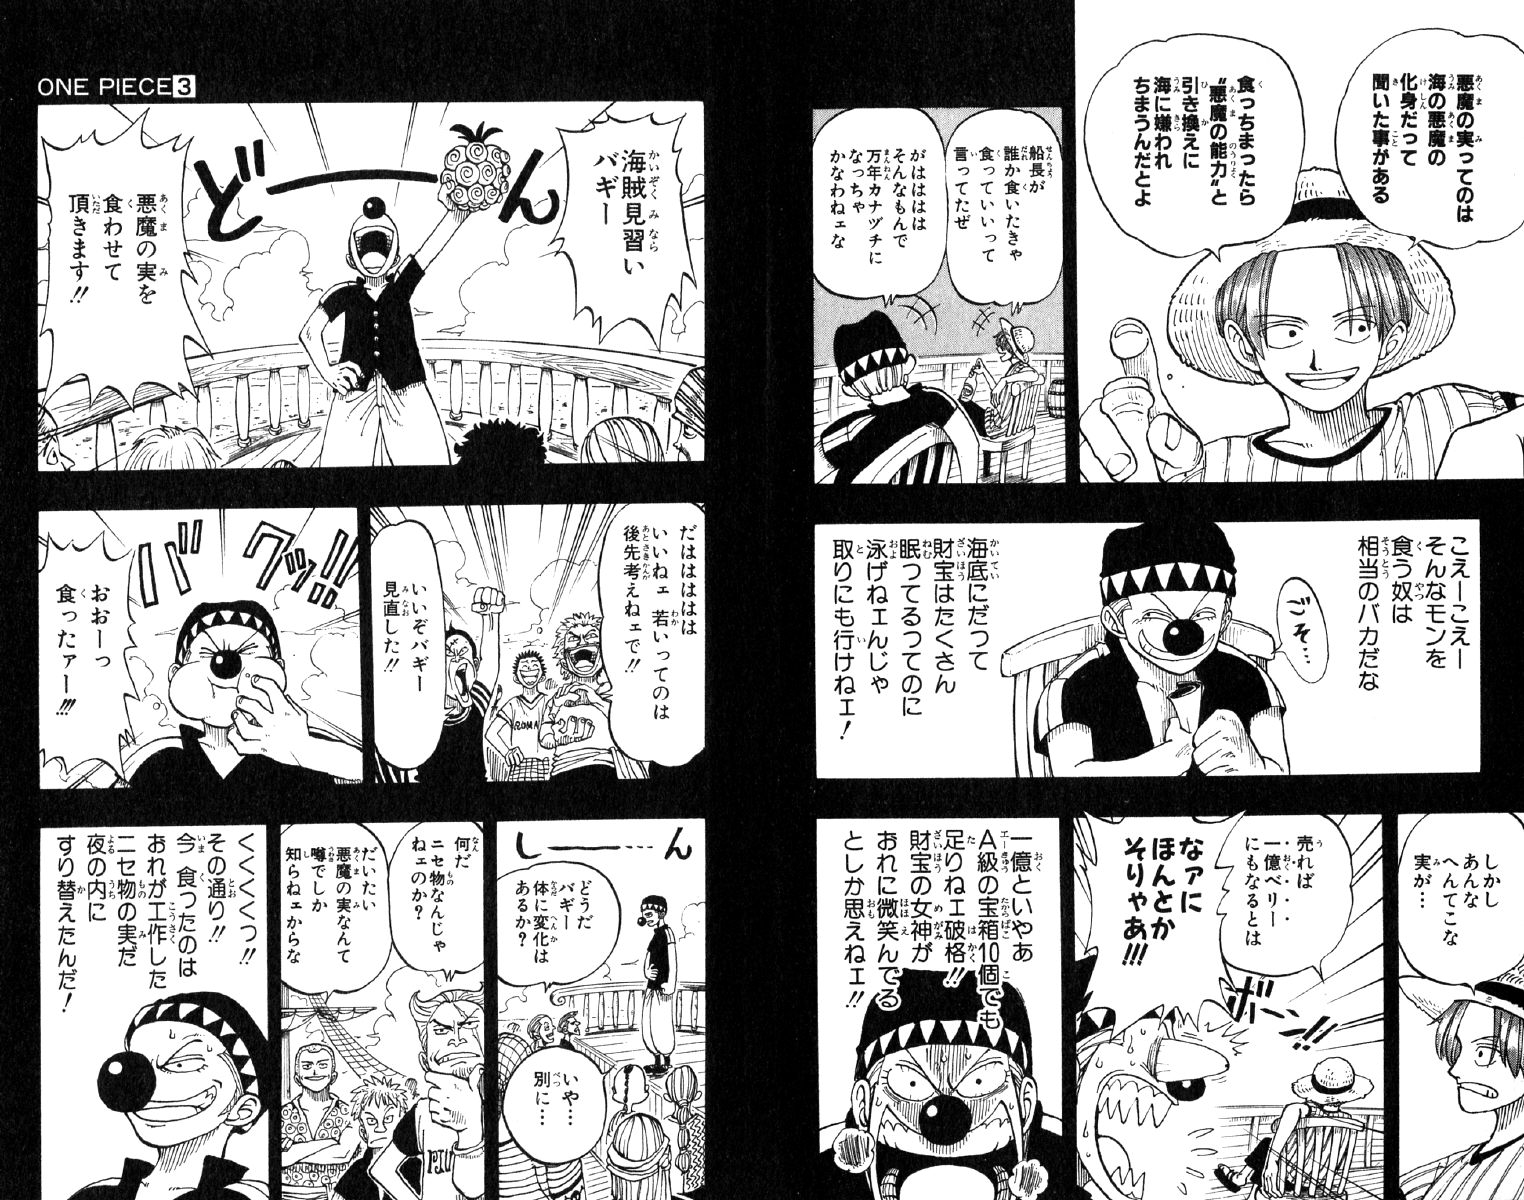 悪魔の実ってのは
海の悪魔の
化身だって
聞いた事がある
食っちまったら
“悪魔の能力”と
引き換えに
海に嫌われ
ちまうんだとよ
船長が
誰か食いたきゃ
食っていいって
言ってたぜ
がはははは
そんなもんで
万年カナヅチに
なっちゃ
かなわねェな
こえーこえー
そんなモンを
食う奴は
相当のバカだな
ごそ…
海底にだって
財宝はたくさん
眠ってるってのに
泳げねェんじゃ
取りにも行けねェ!
しかし
あんな
へんてこな
実が…
売れば
一億ベリー
にもなるとは
なァに
ほんとか
そりゃあ!!!
ガーン!!
一億といやあ
A級の宝箱10個でも
足りねェ破格!!
財宝の女神が
おれに微笑んでる
としか思えねェ!!
ONE PIECE 3
海賊見習い
バギー
どーん
悪魔の実を
食わせて
頂きます!!
だははははは
いいねェ 若いってのは
後先考えねェで!!
いいぞバギー
見直した!!
ROMA
バグッ!!
おおーっ
食ったァー!!!
しーー…ん
どうだ
バギー
体に変化は
あるか?
いや…
別に…
何だ
ニセ物なんじゃ
ねェのか?
だいたい
悪魔の実なんて
噂でしか
知らねェからな
くくくくくっ!!
その通り!!
今 食ったのは
おれが工作した
ニセ物の実だ
夜の内に
すり替えたんだ!